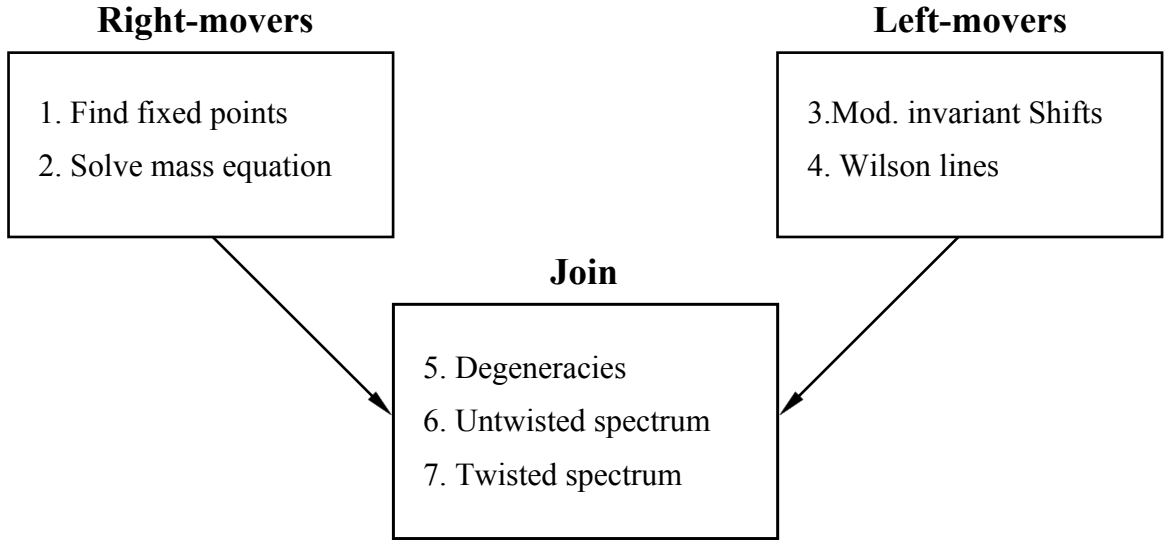 Right-movers
1. Find fixed points
2. Solve mass equation
Left-movers
3.Mod. invariant Shifts
4. Wilson lines
Join
5. Degeneracies
6. Untwisted spectrum
7. Twisted spectrum